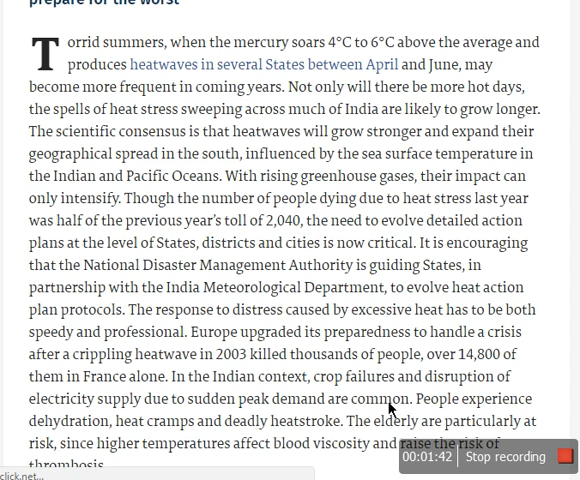 prepare for the worst
Torrid summers, when the mercury soars 4°C to 6°C above the average and
produces heatwaves in several States between April and June, may
become more frequent in coming years. Not only will there be more hot days,
the spells of heat stress sweeping across much of India are likely to grow longer.
The scientific consensus is that heatwaves will grow stronger and expand their
geographical spread in the south, influenced by the sea surface temperature in
the Indian and Pacific Oceans. With rising greenhouse gases, their impact can
only intensify. Though the number of people dying due to heat stress last year
was half of the previous year's toll of 2,040, the need to evolve detailed action
plans at the level of States, districts and cities is now critical. It is encouraging
that the National Disaster Management Authority is guiding States, in
partnership with the India Meteorological Department, to evolve heat action
plan protocols. The response to distress caused by excessive heat has to be both
speedy and professional. Europe upgraded its preparedness to handle a crisis
after a crippling heatwave in 2003 killed thousands of people, over 14,800 of
them in France alone. In the Indian context, crop failures and disruption of
electricity supply due to sudden peak demand are common. People experience
dehydration, heat cramps and deadly heatstroke. The elderly are particularly at
risk, since higher temperatures affect blood viscosity and raise the risk of
thrombosis.
00:01:42 Stop recording
click.net...